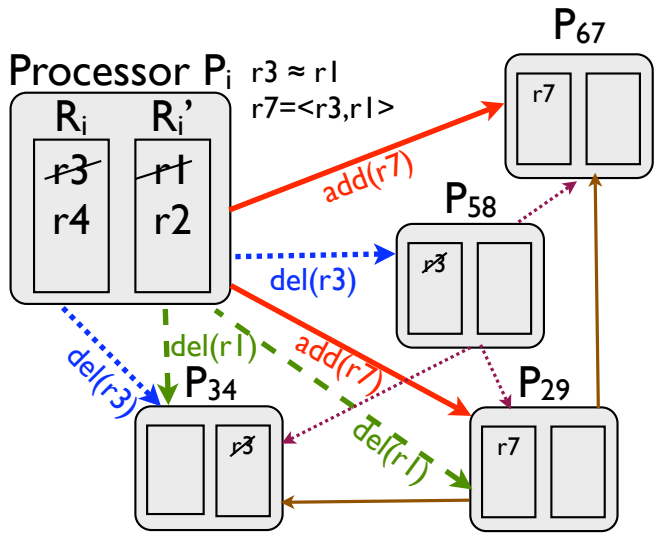 P67
Processor Pi r3 ≈ r1
r7=<r3,r1>
Ri Ri’
r3 r1
r4 r2
r7
add(r7)
P58
r3
del(r3)
del(r3)
del(r1)
add(r7)
del(r1)
P34
r3
P29
r7